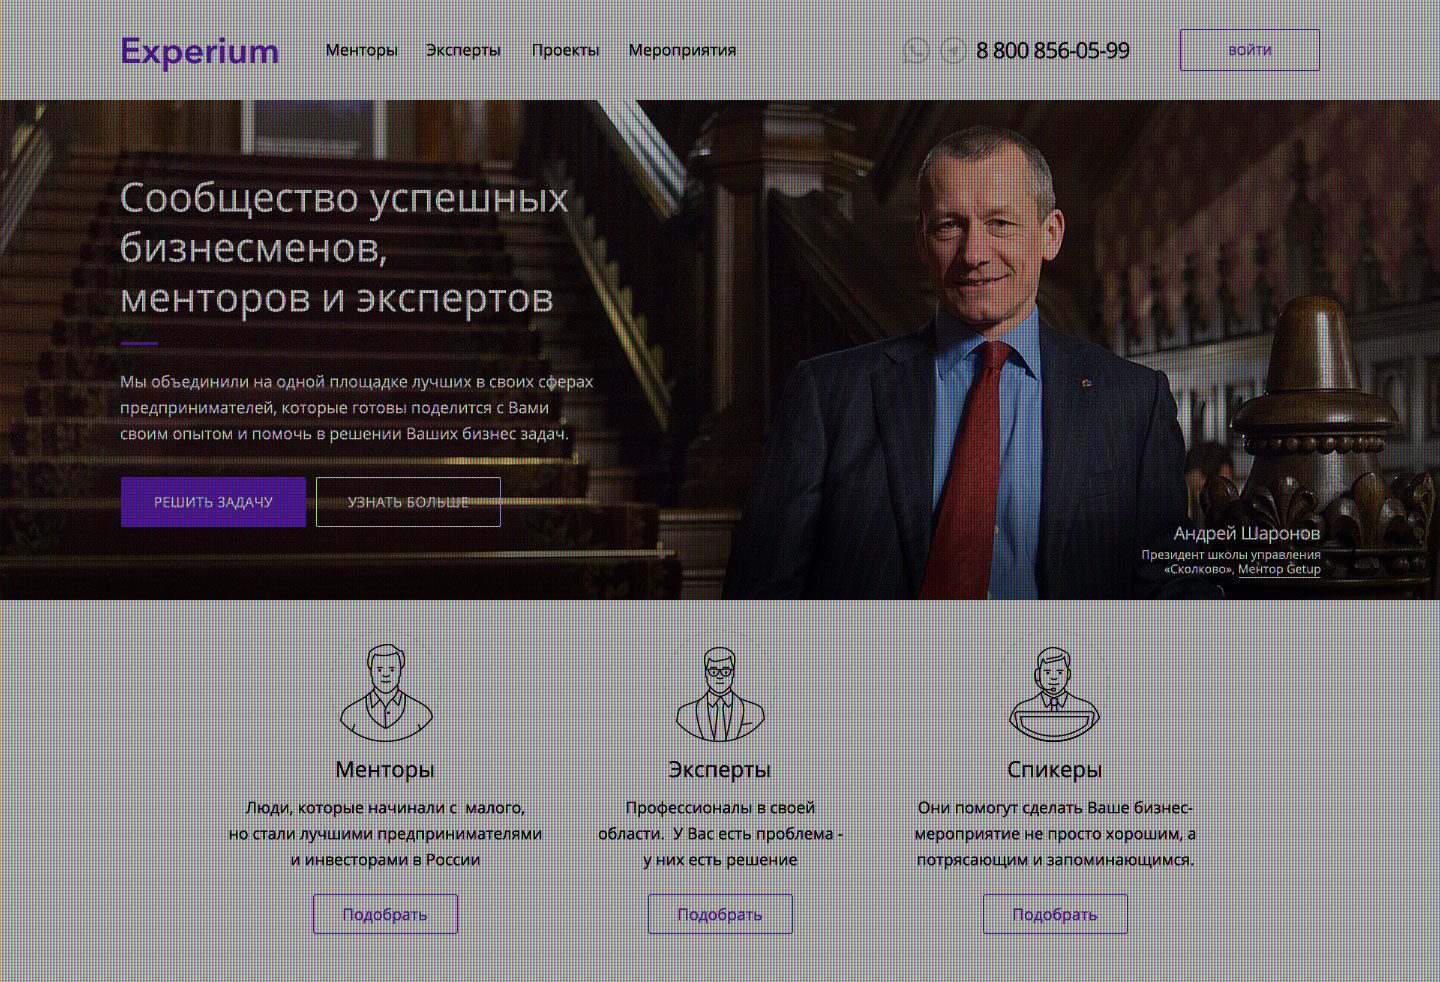 Experium
Менторы Эксперты Проекты Мероприятия
8 800 856-05-99
ВОЙТИ
Сообщество успешных
бизнесменов,
менторов и экспертов
Мы объединили на одной площадке лучших в своих сферах
предпринимателей, которые готовы поделится с Вами
своим опытом и помочь в решении Ваших бизнес задач.
РЕШИТЬ ЗАДАЧУ
УЗНАТЬ БОЛЬШЕ
Андрей Шаронов
Президент школы управления
«Сколково», Ментор Getup
Менторы
Люди, которые начинали с малого,
но стали лучшими предпринимателями
и инвесторами в России
Подобрать
Эксперты
Профессионалы в своей
области. У Вас есть проблема -
у них есть решение
Подобрать
Спикеры
Они помогут сделать Ваше бизнес-
мероприятие не просто хорошим, а
потрясающим и запоминающимся.
Подобрать